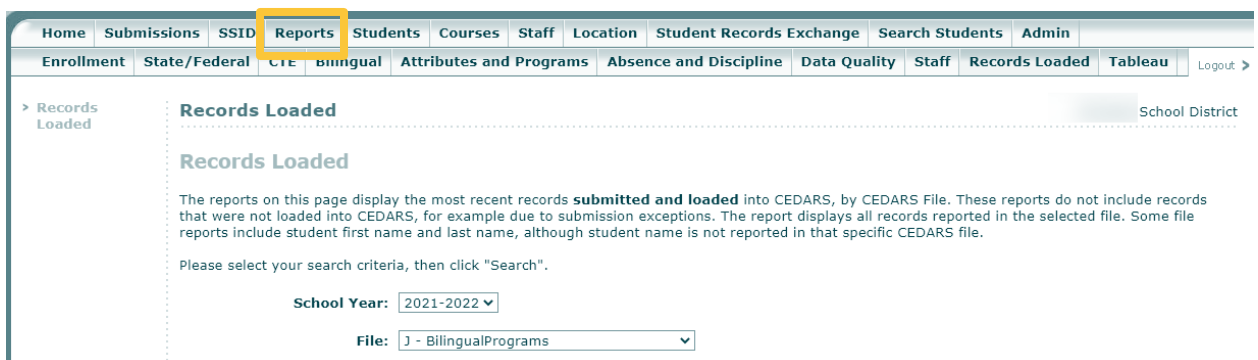 Home Submissions SSID Reports Students Courses Staff Location Student Records Exchange Search Students Admin
Enrollment State/Federal CTE Bilingual Attributes and Programs Absence and Discipline Data Quality Staff Records Loaded Tableau Logout >
> Records
Loaded
Records Loaded
School District
Records Loaded
The reports on this page display the most recent records submitted and loaded into CEDARS, by CEDARS File. These reports do not include records
that were not loaded into CEDARS, for example due to submission exceptions. The report displays all records reported in the selected file. Some file
reports include student first name and last name, although student name is not reported in that specific CEDARS file.
Please select your search criteria, then click "Search".
School Year: 2021-2022
File: J - BilingualPrograms